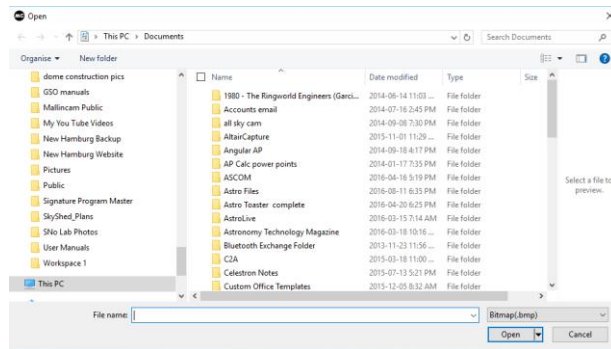 Open
This PC > Documents
Search Documents
Organise
New folder
dome construction pics
GSO manuals
Mallincam Public
My You Tube Videos
New Hamburg Backup
New Hamburg Website
Pictures
Public
Signature Program Master
SkyShed_Plans
SNo Lab Photos
User Manuals
Workspace 1
This PC
Name Date modified Type Size
1980 - The Ringworld Engineers (Garci... 2014-06-14 11:03 ... File folder
Accounts email 2014-07-16 2:45 PM File folder
all sky cam 2014-09-08 7:30 PM File folder
AltairCapture 2015-11-01 11:29 ... File folder
Angular AP 2014-09-18 4:17 PM File folder
AP Calc power points 2014-01-17 7:35 PM File folder
ASCOM 2016-04-16 5:19 PM File folder
Astro Files 2016-08-11 6:35 PM File folder
Astro Toaster complete 2016-04-20 6:25 PM File folder
AstroLive 2016-03-15 7:14 AM File folder
Astronomy Technology Magazine 2016-03-18 10:16 ... File folder
Bluetooth Exchange Folder 2013-11-23 11:56 ... File folder
C2A 2015-03-18 11:00 ... File folder
Celestron Notes 2015-07-13 5:21 PM File folder
Custom Office Templates 2015-12-05 8:32 AM File folder
Select a file to
preview.
File name:
Bitmap(.bmp)
Open
Cancel